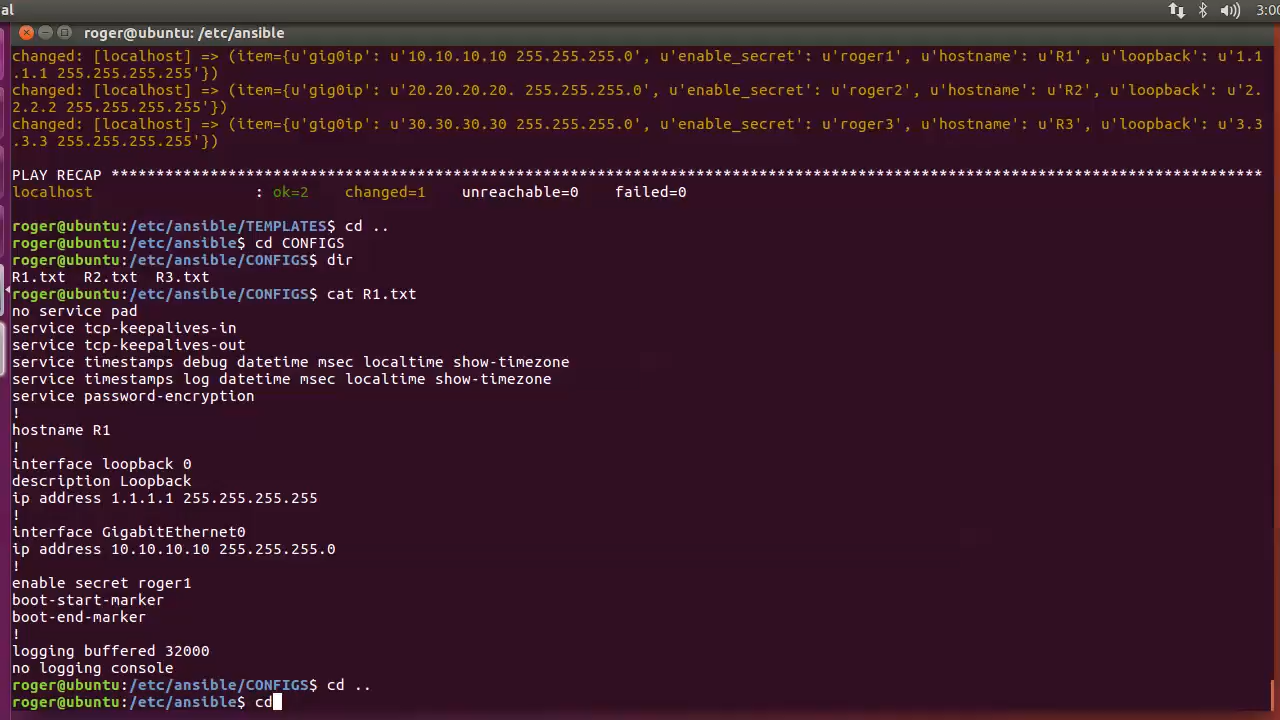 al
3:00
roger@ubuntu: /etc/ansible
changed: [localhost] => (item={u'gig0ip': u'10.10.10.10 255.255.255.0', u'enable_secret': u'roger1', u'hostname': u'R1', u'loopback': u'1.1
.1.1 255.255.255.255'})
changed: [localhost] => (item={u'gig0ip': u'20.20.20.20. 255.255.255.0', u'enable_secret': u'roger2', u'hostname': u'R2', u'loopback': u'2.
2.2.2 255.255.255.255'})
changed: [localhost] => (item={u'gig0ip': u'30.30.30.30 255.255.255.0', u'enable_secret': u'roger3', u'hostname': u'R3', u'loopback': u'3.3
.3.3 255.255.255.255'})
PLAY RECAP ********************************************************************************************************************************
localhost : ok=2 changed=1 unreachable=0 failed=0
roger@ubuntu:/etc/ansible/TEMPLATES$ cd ..
roger@ubuntu:/etc/ansible$ cd CONFIGS
roger@ubuntu:/etc/ansible/CONFIGS$ dir
R1.txt R2.txt R3.txt
roger@ubuntu:/etc/ansible/CONFIGS$ cat R1.txt
no service pad
service tcp-keepalives-in
service tcp-keepalives-out
service timestamps debug datetime msec localtime show-timezone
service timestamps log datetime msec localtime show-timezone
service password-encryption
!
hostname R1
!
interface loopback 0
description Loopback
ip address 1.1.1.1 255.255.255.255
!
interface GigabitEthernet0
ip address 10.10.10.10 255.255.255.0
!
enable secret roger1
boot-start-marker
boot-end-marker
!
logging buffered 32000
no logging console
roger@ubuntu:/etc/ansible/CONFIGS$ cd ..
roger@ubuntu:/etc/ansible$ cd